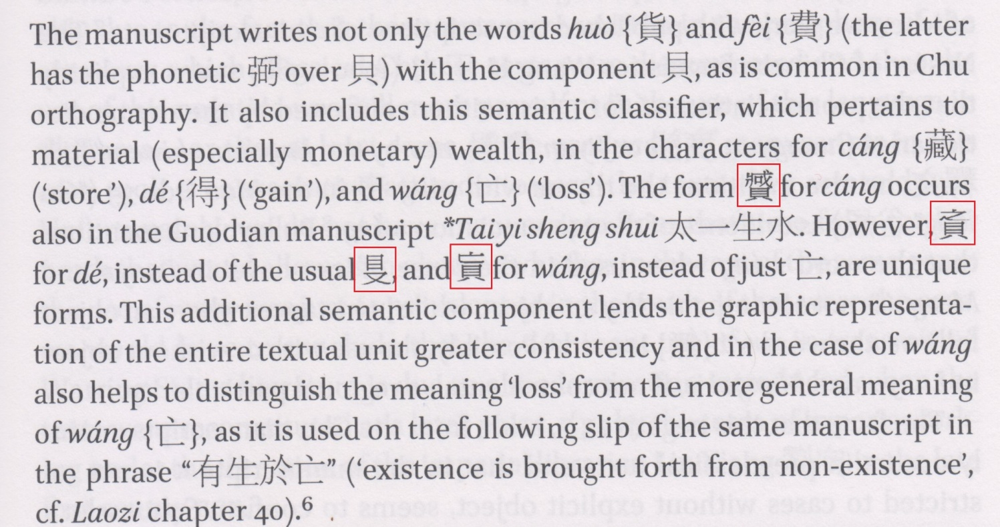 The manuscript writes not only the words huò {貨} and fèi {費} (the latter
has the phonetic 弼 over 貝) with the component 貝, as is common in Chu
orthography. It also includes this semantic classifier, which pertains to
material (especially monetary) wealth, in the characters for cáng {藏}
(‘store’), dé {得} (‘gain’), and wáng {亡} (‘loss’). The form for cáng occurs
also in the Guodian manuscript *Taiyi sheng shui 太一生水. However,
for dé, instead of the usual , and for wáng, instead of just 亡, are unique
forms. This additional semantic component lends the graphic representa-
tion of the entire textual unit greater consistency and in the case of wáng
also helps to distinguish the meaning ‘loss’ from the more general meaning
of wáng {亡}, as it is used on the following slip of the same manuscript in
the phrase “有生於亡” (‘existence is brought forth from non-existence’,
cf. Laozi chapter 40).⁶